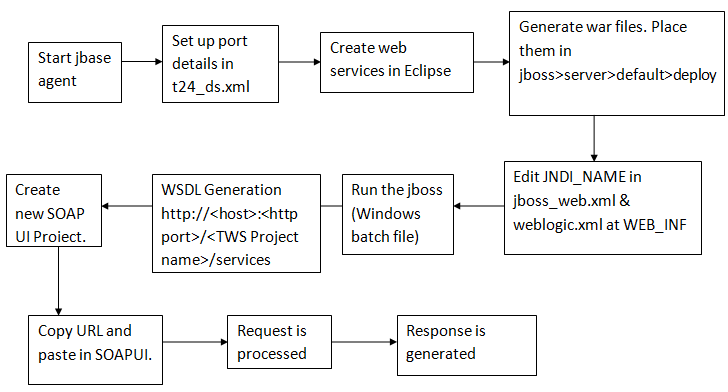 Start jbase
agent
Set up port
details in
t24_ds.xml
Create web
services in Eclipse
Generate war files. Place
them in
jboss>server>default>deploy
Edit JNDI_NAME in
jboss_web.xml &
weblogic.xml at WEB_INF
Run the jboss
(Windows
batch file)
WSDL Generation
http://<host>:<http
port>/<TWS Project
name>/services
Create
new SOAP
UI Project.
Copy URL and
paste in SOAPUI.
Request is
processed
Response is
generated